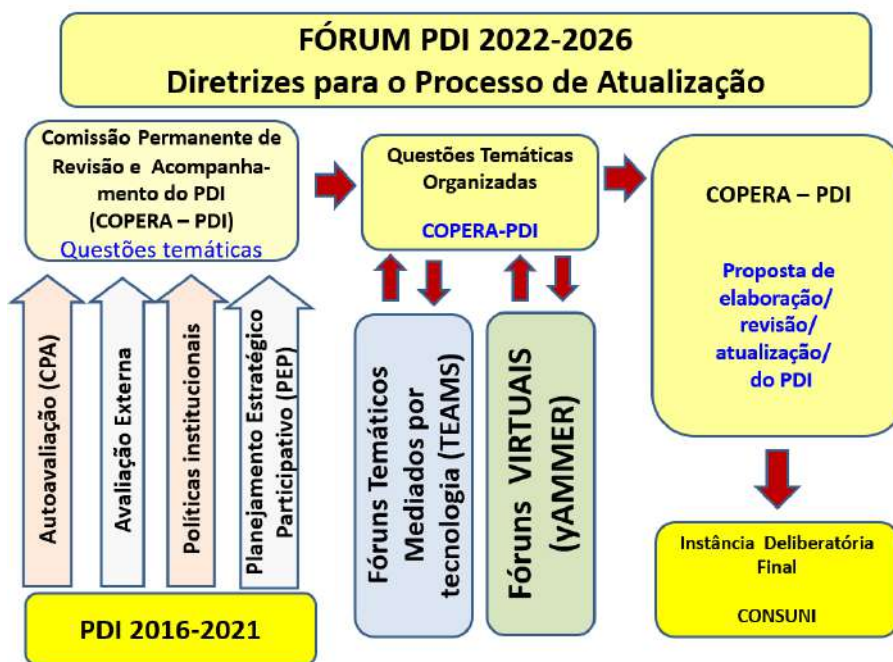 FÓRUM PDI 2022-2026
Diretrizes para o Processo de Atualização
Comissão Permanente de
Revisão e Acompanha-
mento do PDI
(COPERA – PDI)
Questões temáticas
Questões Temáticas
Organizadas
COPERA-PDI
COPERA – PDI
Proposta de
elaboração/
revisão/
atualização/
do PDI
Autoavaliação (CPA)
Avaliação Externa
Políticas institucionais
Planejamento Estratégico
Participativo (PEP)
Fóruns Temáticos
Mediados por
tecnologia (TEAMS)
Fóruns VIRTUAIS
(yAMMER)
Instância Deliberatória
Final
CONSUNI
PDI 2016-2021